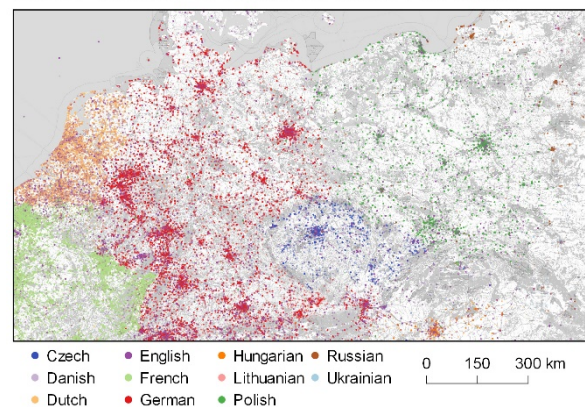 Czech English Hungarian Russian
Danish French Lithuanian Ukrainian
Dutch German Polish
0 150 300 km